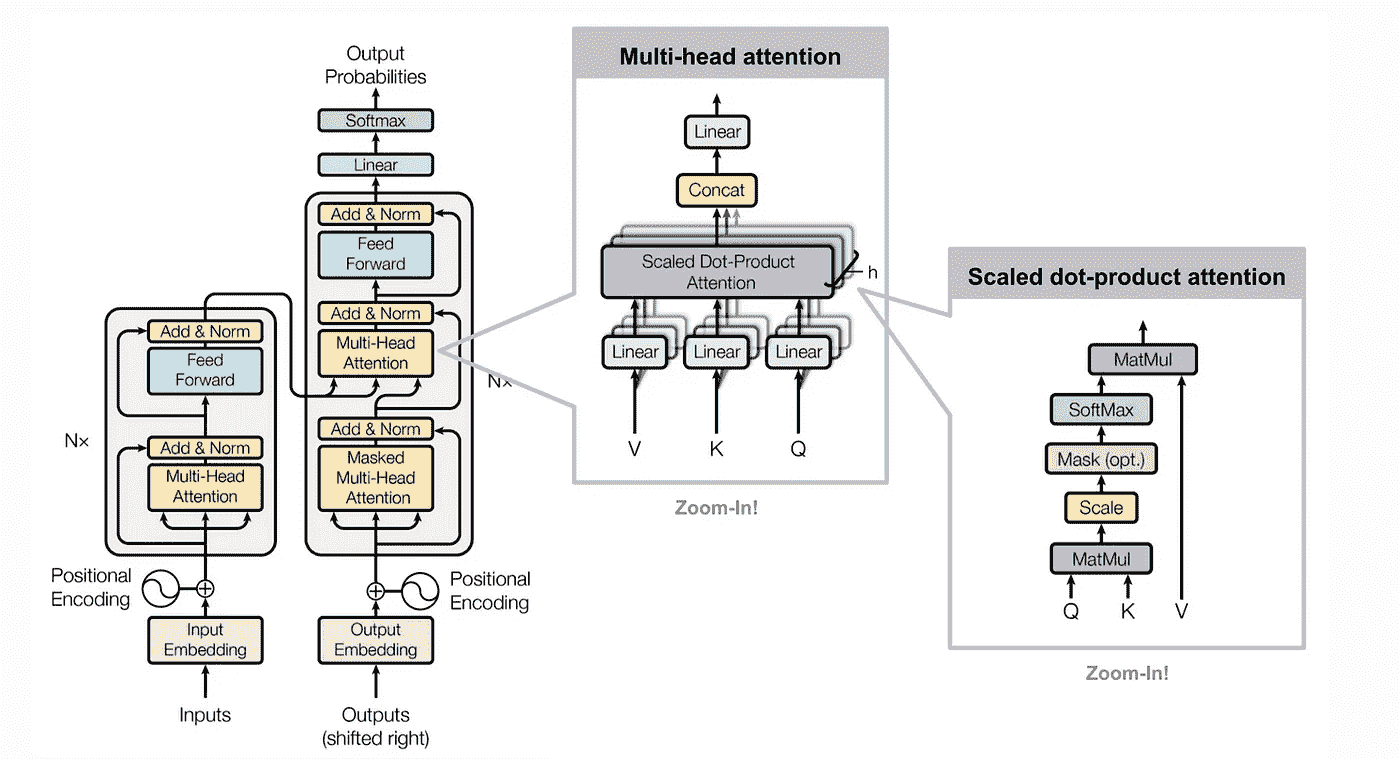 Output
Probabilities
Softmax
Linear
Add & Norm
Feed
Forward
Add & Norm
Multi-Head
Attention
Add & Norm
Masked
Multi-Head
Attention
N×
Positional
Encoding
Output
Embedding
Outputs
(shifted right)
Add & Norm
Feed
Forward
Add & Norm
Multi-Head
Attention
N×
Positional
Encoding
Input
Embedding
Inputs
Multi-head attention
Linear
Concat
Scaled Dot-Product
Attention
h
Linear Linear Linear
V K Q
Zoom-In!
Scaled dot-product attention
MatMul
SoftMax
Mask (opt.)
Scale
MatMul
Q K V
Zoom-In!